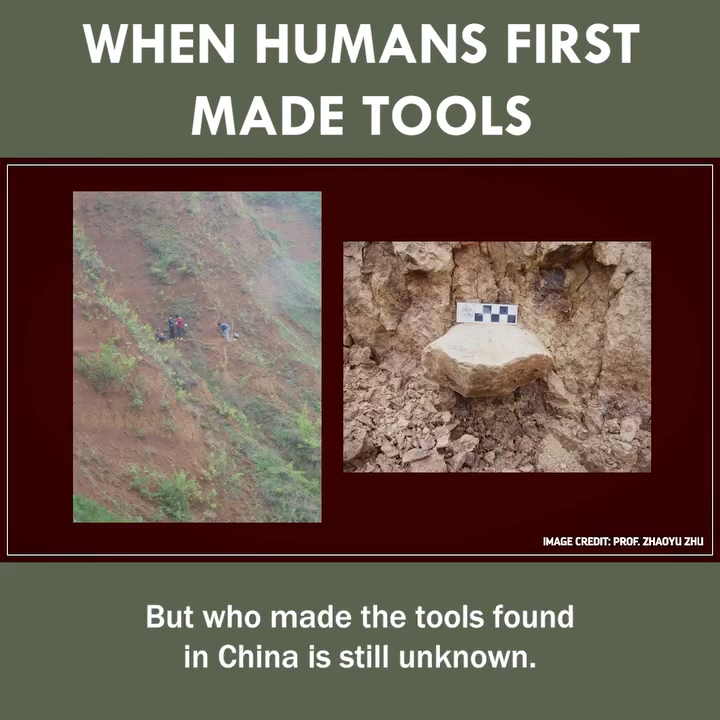 WHEN HUMANS FIRST
MADE TOOLS
IMAGE CREDIT: PROF. ZHAOYU ZHU
But who made the tools found
in China is still unknown.